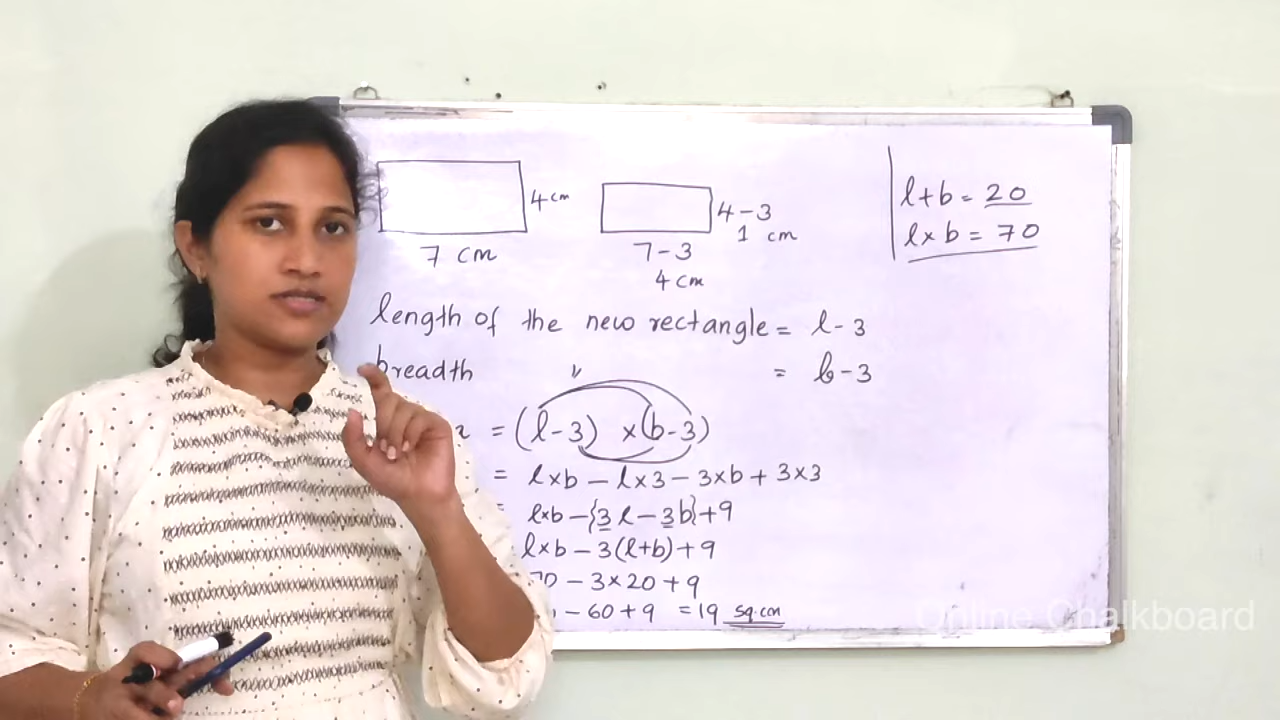 4 cm
7 cm
4-3
1 cm
7-3
4 cm
l+b = 20
l×b = 70
length of the new rectangle = l-3
breadth = b-3
= (l-3) ×(b-3)
= l×b - l×3 - 3×b + 3×3
= l×b -{3l-3b}+9
l×b - 3(l+b)+9
70 - 3×20+9
- 60+9 =19 sq.cm
Online Chalkboard